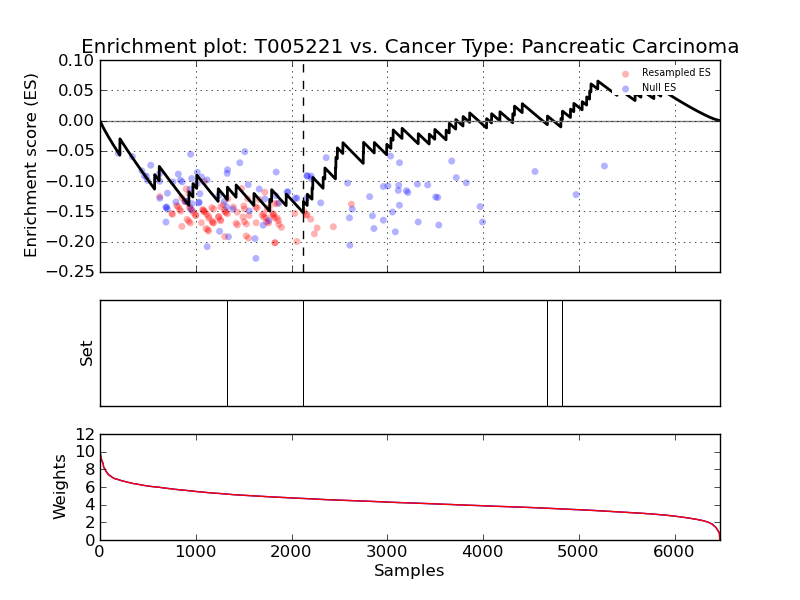 Enrichment plot: T005221 vs. Cancer Type: Pancreatic Carcinoma
Enrichment score (ES)
0.10
0.05
0.00
−0.05
−0.10
−0.15
−0.20
−0.25
Resampled ES
Null ES
Set
Weights
12
10
8
6
4
2
0
0 1000 2000 3000 4000 5000 6000
Samples